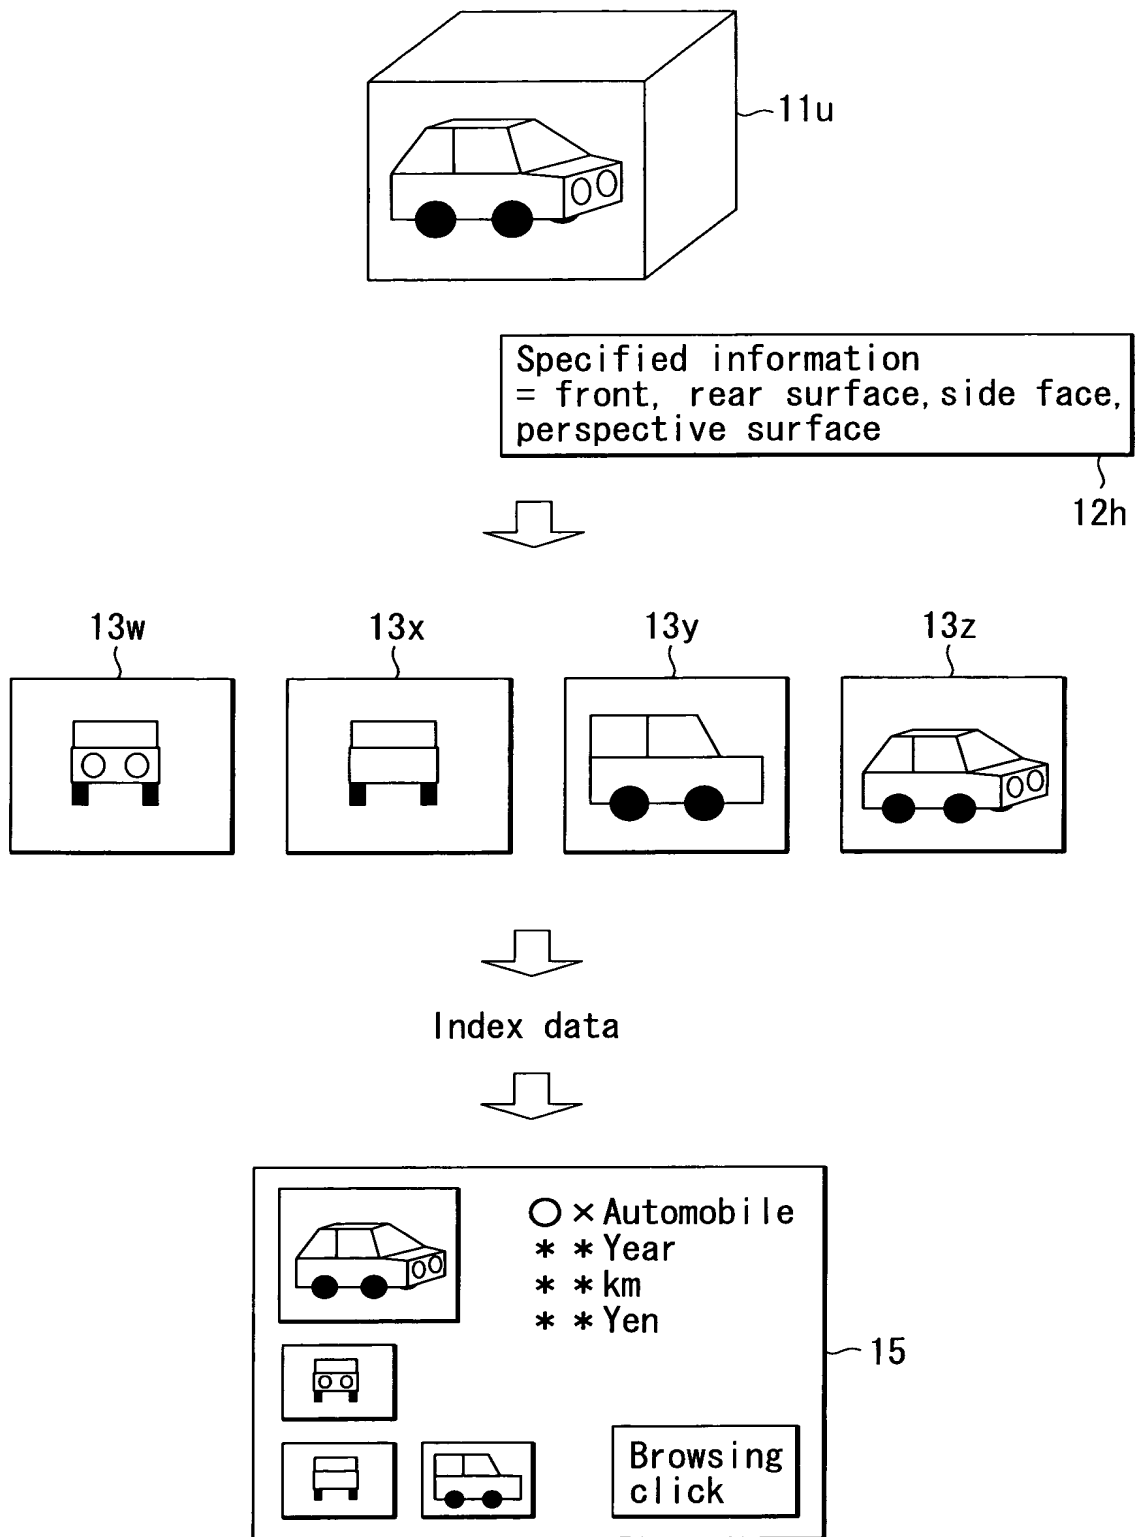 11u
Specified information
= front, rear surface, side face,
perspective surface
12h
13w 13x 13y 13z
Index data
○×Automobile
＊＊Year
＊＊km
＊＊Yen
15
Browsing
click